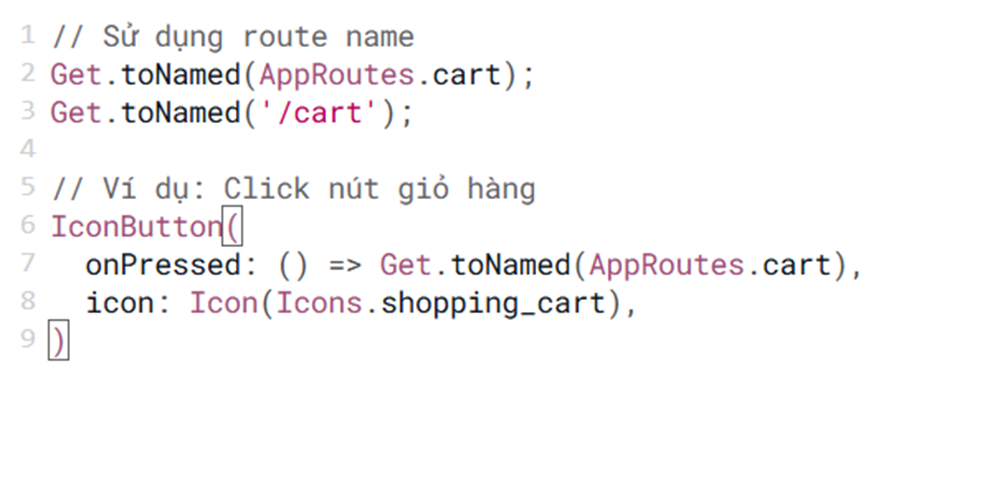 1 // Sử dụng route name
2 Get.toNamed(AppRoutes.cart);
3 Get.toNamed('/cart');
4
5 // Ví dụ: Click nút giỏ hàng
6 IconButton(
7   onPressed: () => Get.toNamed(AppRoutes.cart),
8   icon: Icon(Icons.shopping_cart),
9 )